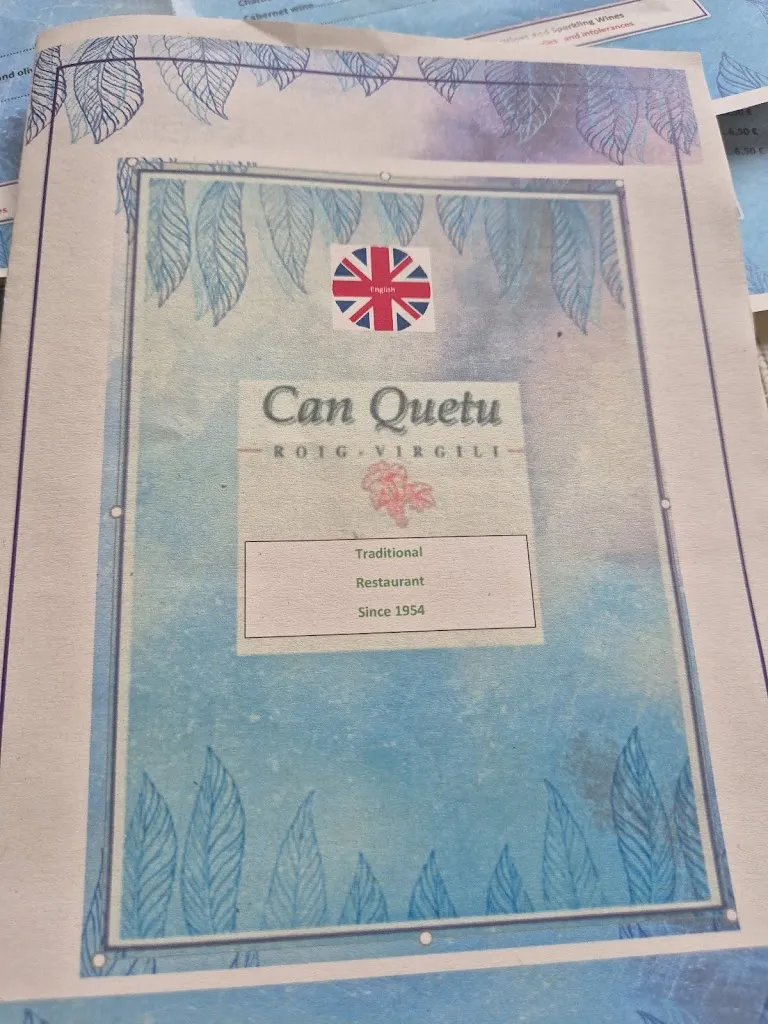 Cabernet wine
Wines and Sparkling Wines
and intolerances
6,50 €
6,50 €
English
Can Quetu
ROIG - VIRGILI
Traditional
Restaurant
Since 1954